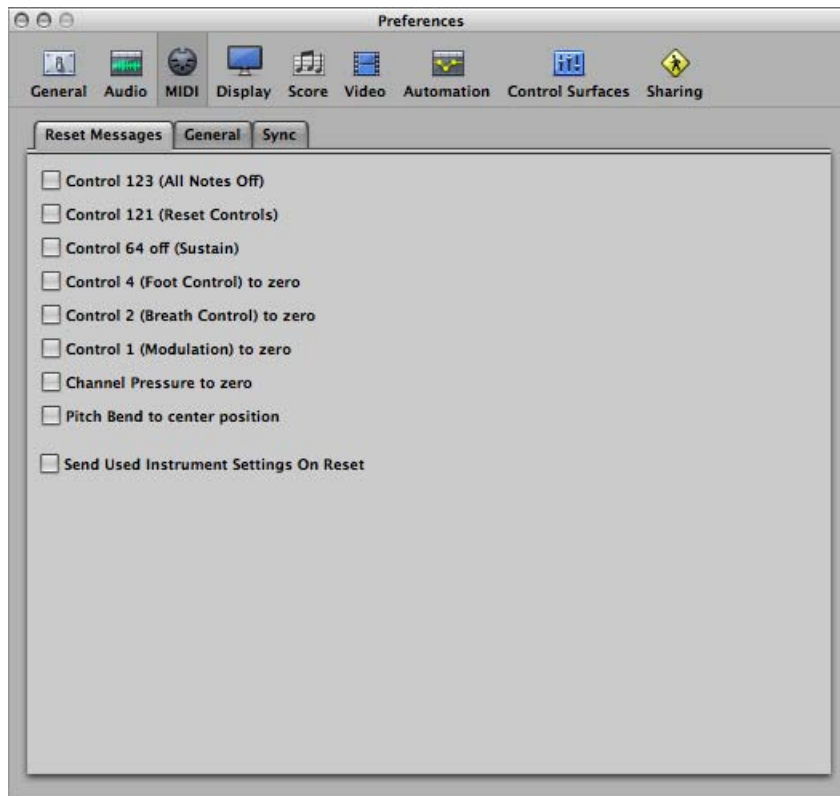 Preferences
General Audio MIDI Display Score Video Automation Control Surfaces Sharing
Reset Messages General Sync
Control 123 (All Notes Off)
Control 121 (Reset Controls)
Control 64 off (Sustain)
Control 4 (Foot Control) to zero
Control 2 (Breath Control) to zero
Control 1 (Modulation) to zero
Channel Pressure to zero
Pitch Bend to center position
Send Used Instrument Settings On Reset